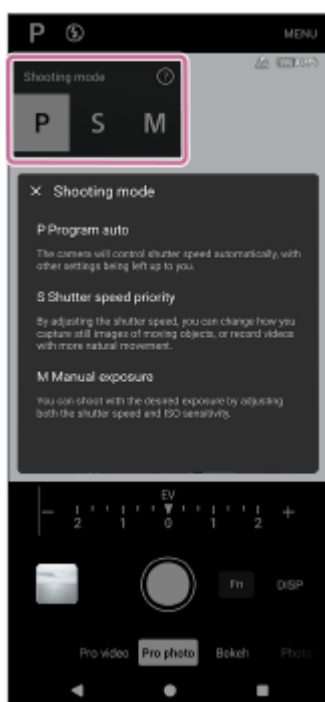 P
MENU
Shooting mode ?
P S M
× Shooting mode
P Program auto
The camera will control shutter speed automatically, with
other settings being left up to you.
S Shutter speed priority
By adjusting the shutter speed, you can change how you
capture still images of moving objects, or record videos
with more natural movement.
M Manual exposure
You can shoot with the desired exposure by adjusting
both the shutter speed and ISO sensitivity.
EV
− 2 1 0 1 2 +
Fn DISP
Pro video Pro photo Bokeh Photo